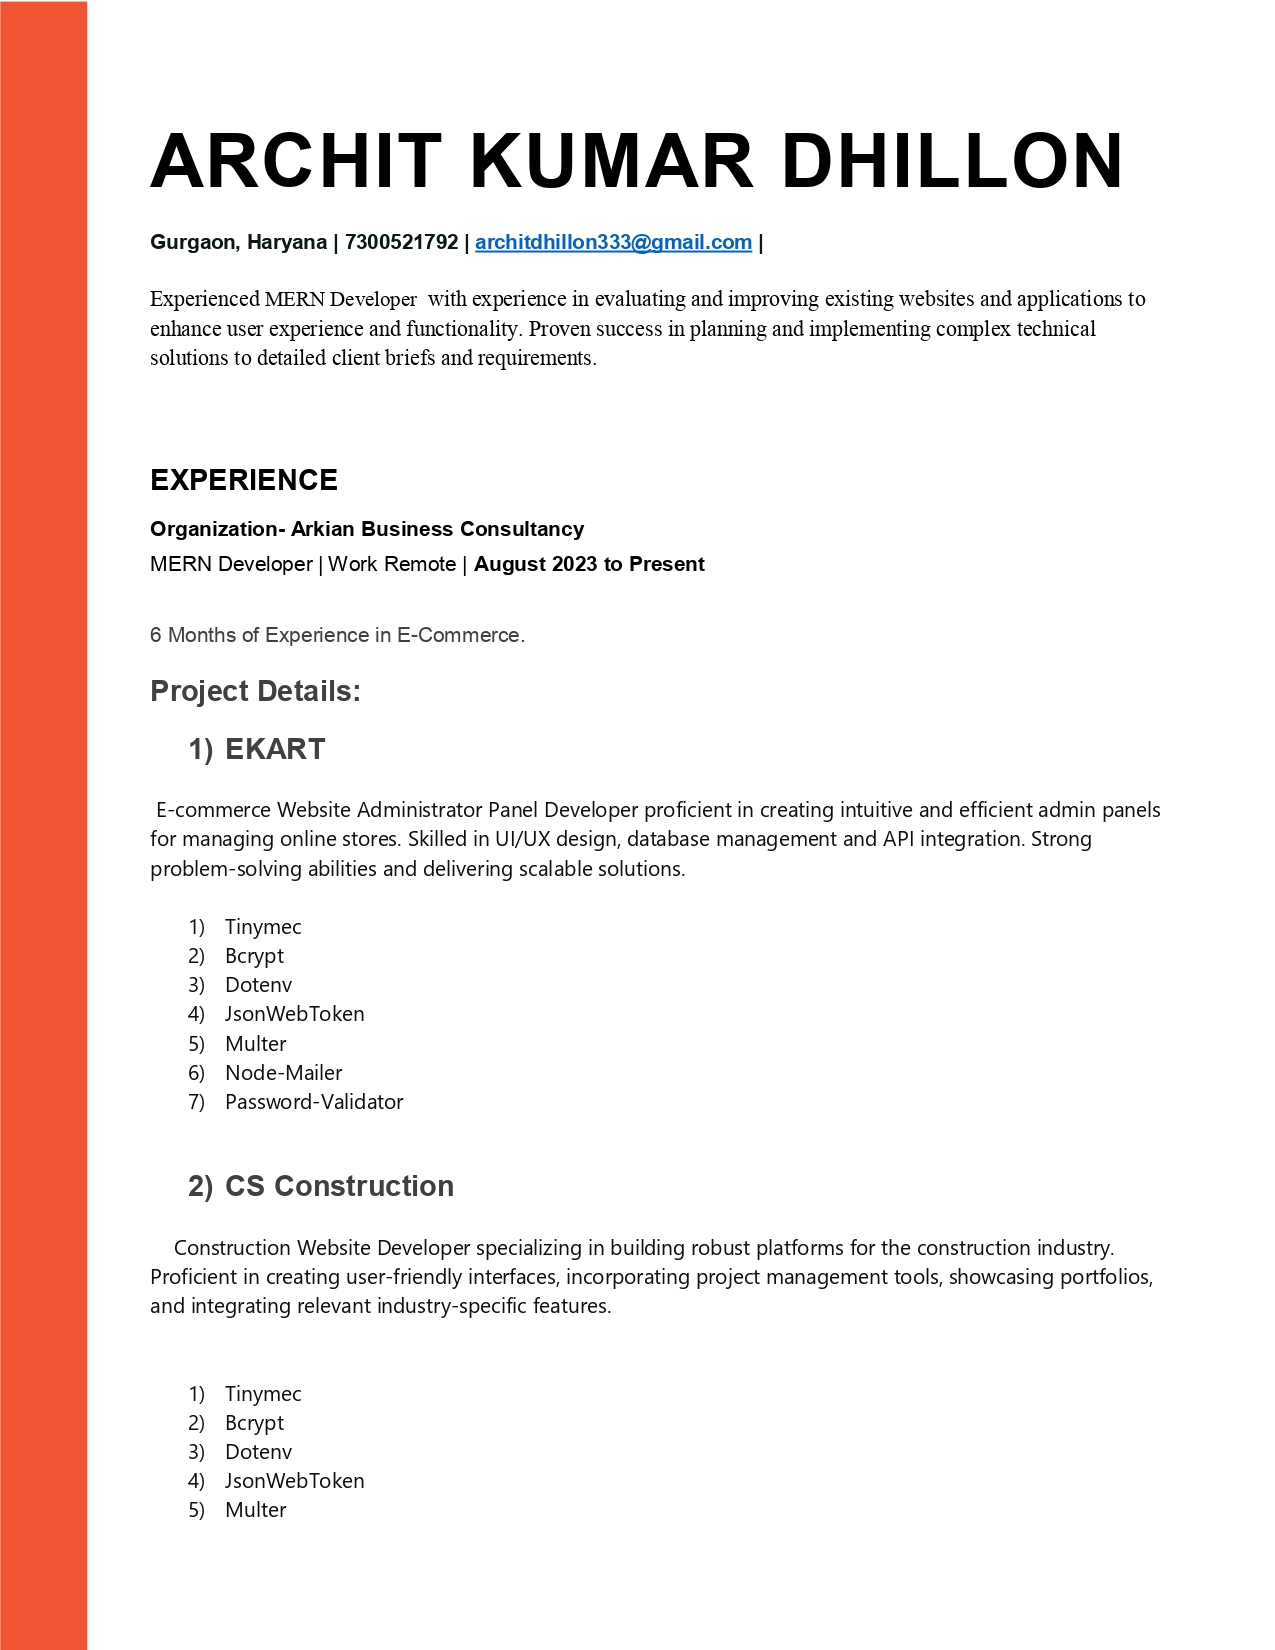 ARCHIT KUMAR DHILLON
Gurgaon, Haryana | 7300521792 | architdhillon333@gmail.com |
Experienced MERN Developer with experience in evaluating and improving existing websites and applications to
enhance user experience and functionality. Proven success in planning and implementing complex technical
solutions to detailed client briefs and requirements.
EXPERIENCE
Organization- Arkian Business Consultancy
MERN Developer | Work Remote | August 2023 to Present
6 Months of Experience in E-Commerce.
Project Details:
1) EKART
E-commerce Website Administrator Panel Developer proficient in creating intuitive and efficient admin panels
for managing online stores. Skilled in UI/UX design, database management and API integration. Strong
problem-solving abilities and delivering scalable solutions.
1) Tinymec
2) Bcrypt
3) Dotenv
4) JsonWebToken
5) Multer
6) Node-Mailer
7) Password-Validator
2) CS Construction
Construction Website Developer specializing in building robust platforms for the construction industry.
Proficient in creating user-friendly interfaces, incorporating project management tools, showcasing portfolios,
and integrating relevant industry-specific features.
1) Tinymec
2) Bcrypt
3) Dotenv
4) JsonWebToken
5) Multer